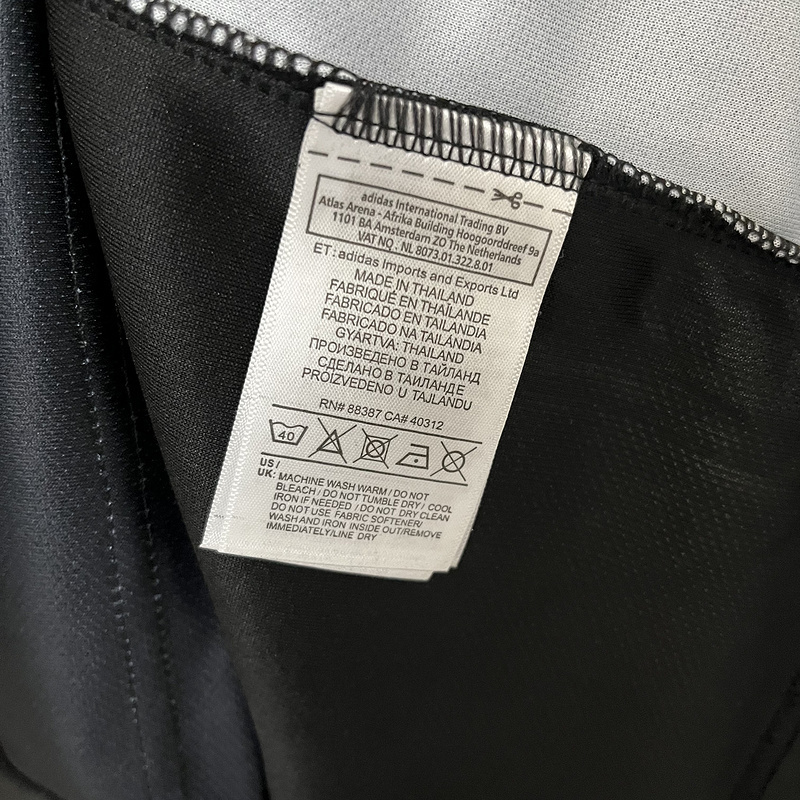 adidas International Trading BV
Atlas Arena - Afrika Building Hoogoorddreef 9a
1101 BA Amsterdam ZO The Netherlands
VAT NO. NL 8073.01.322.8.01
ET: adidas Imports and Exports Ltd
MADE IN THAILAND
FABRIQUÉ EN THAÏLANDE
FABRICADO EN TAILANDIA
FABRICADO NA TAILÁNDIA
GYÁRTVA: THAILAND
ПРОИЗВЕДЕНО В ТАЙЛАНД
СДЕЛАНО В ТАИЛАНДЕ
PROIZVEDENO U TAJLANDU
RN# 88387 CA# 40312
40
US /
UK: MACHINE WASH WARM / DO NOT
BLEACH / DO NOT TUMBLE DRY / COOL
IRON IF NEEDED / DO NOT DRY CLEAN
DO NOT USE FABRIC SOFTENER/
WASH AND IRON INSIDE OUT/REMOVE
IMMEDIATELY/LINE DRY